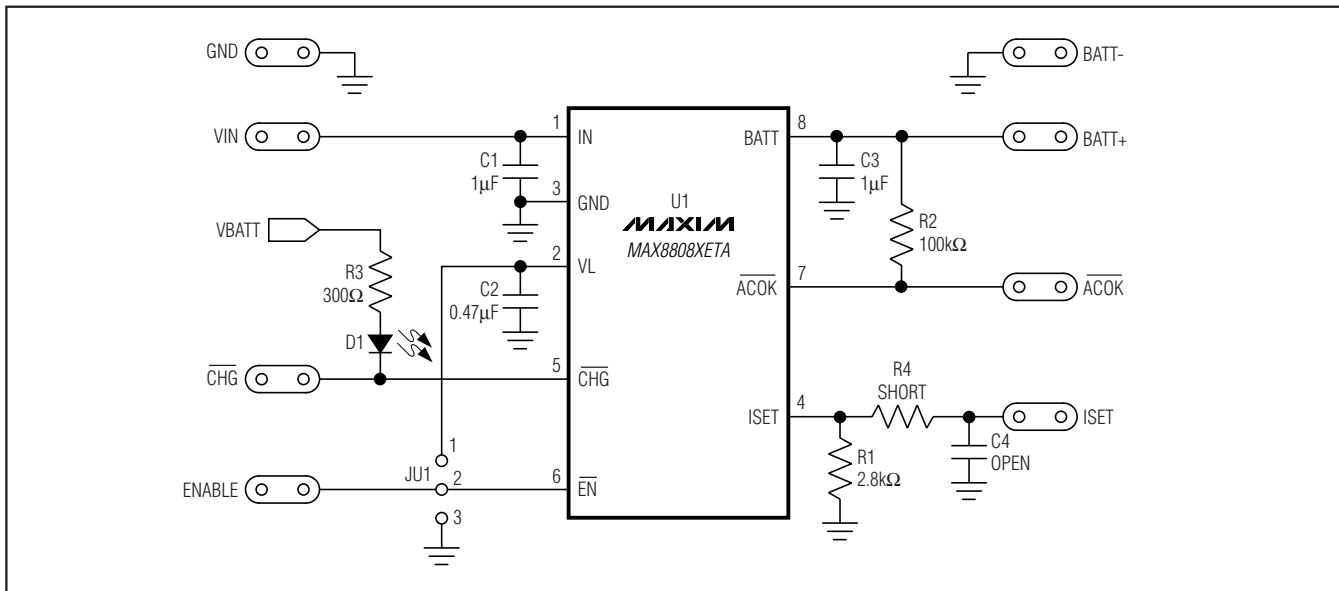 GND
BATT-
VIN
1
IN
BATT
8
BATT+
C1
1µF
C3
1µF
3
GND
U1
MAXIM
MAX8808XETA
R2
100kΩ
VBATT
2
VL
R3
300Ω
C2
0.47µF
7
ACOK
ACOK
D1
CHG
5
CHG
R4
SHORT
4
ISET
ISET
C4
OPEN
R1
2.8kΩ
1
JU1
2
3
ENABLE
6
EN